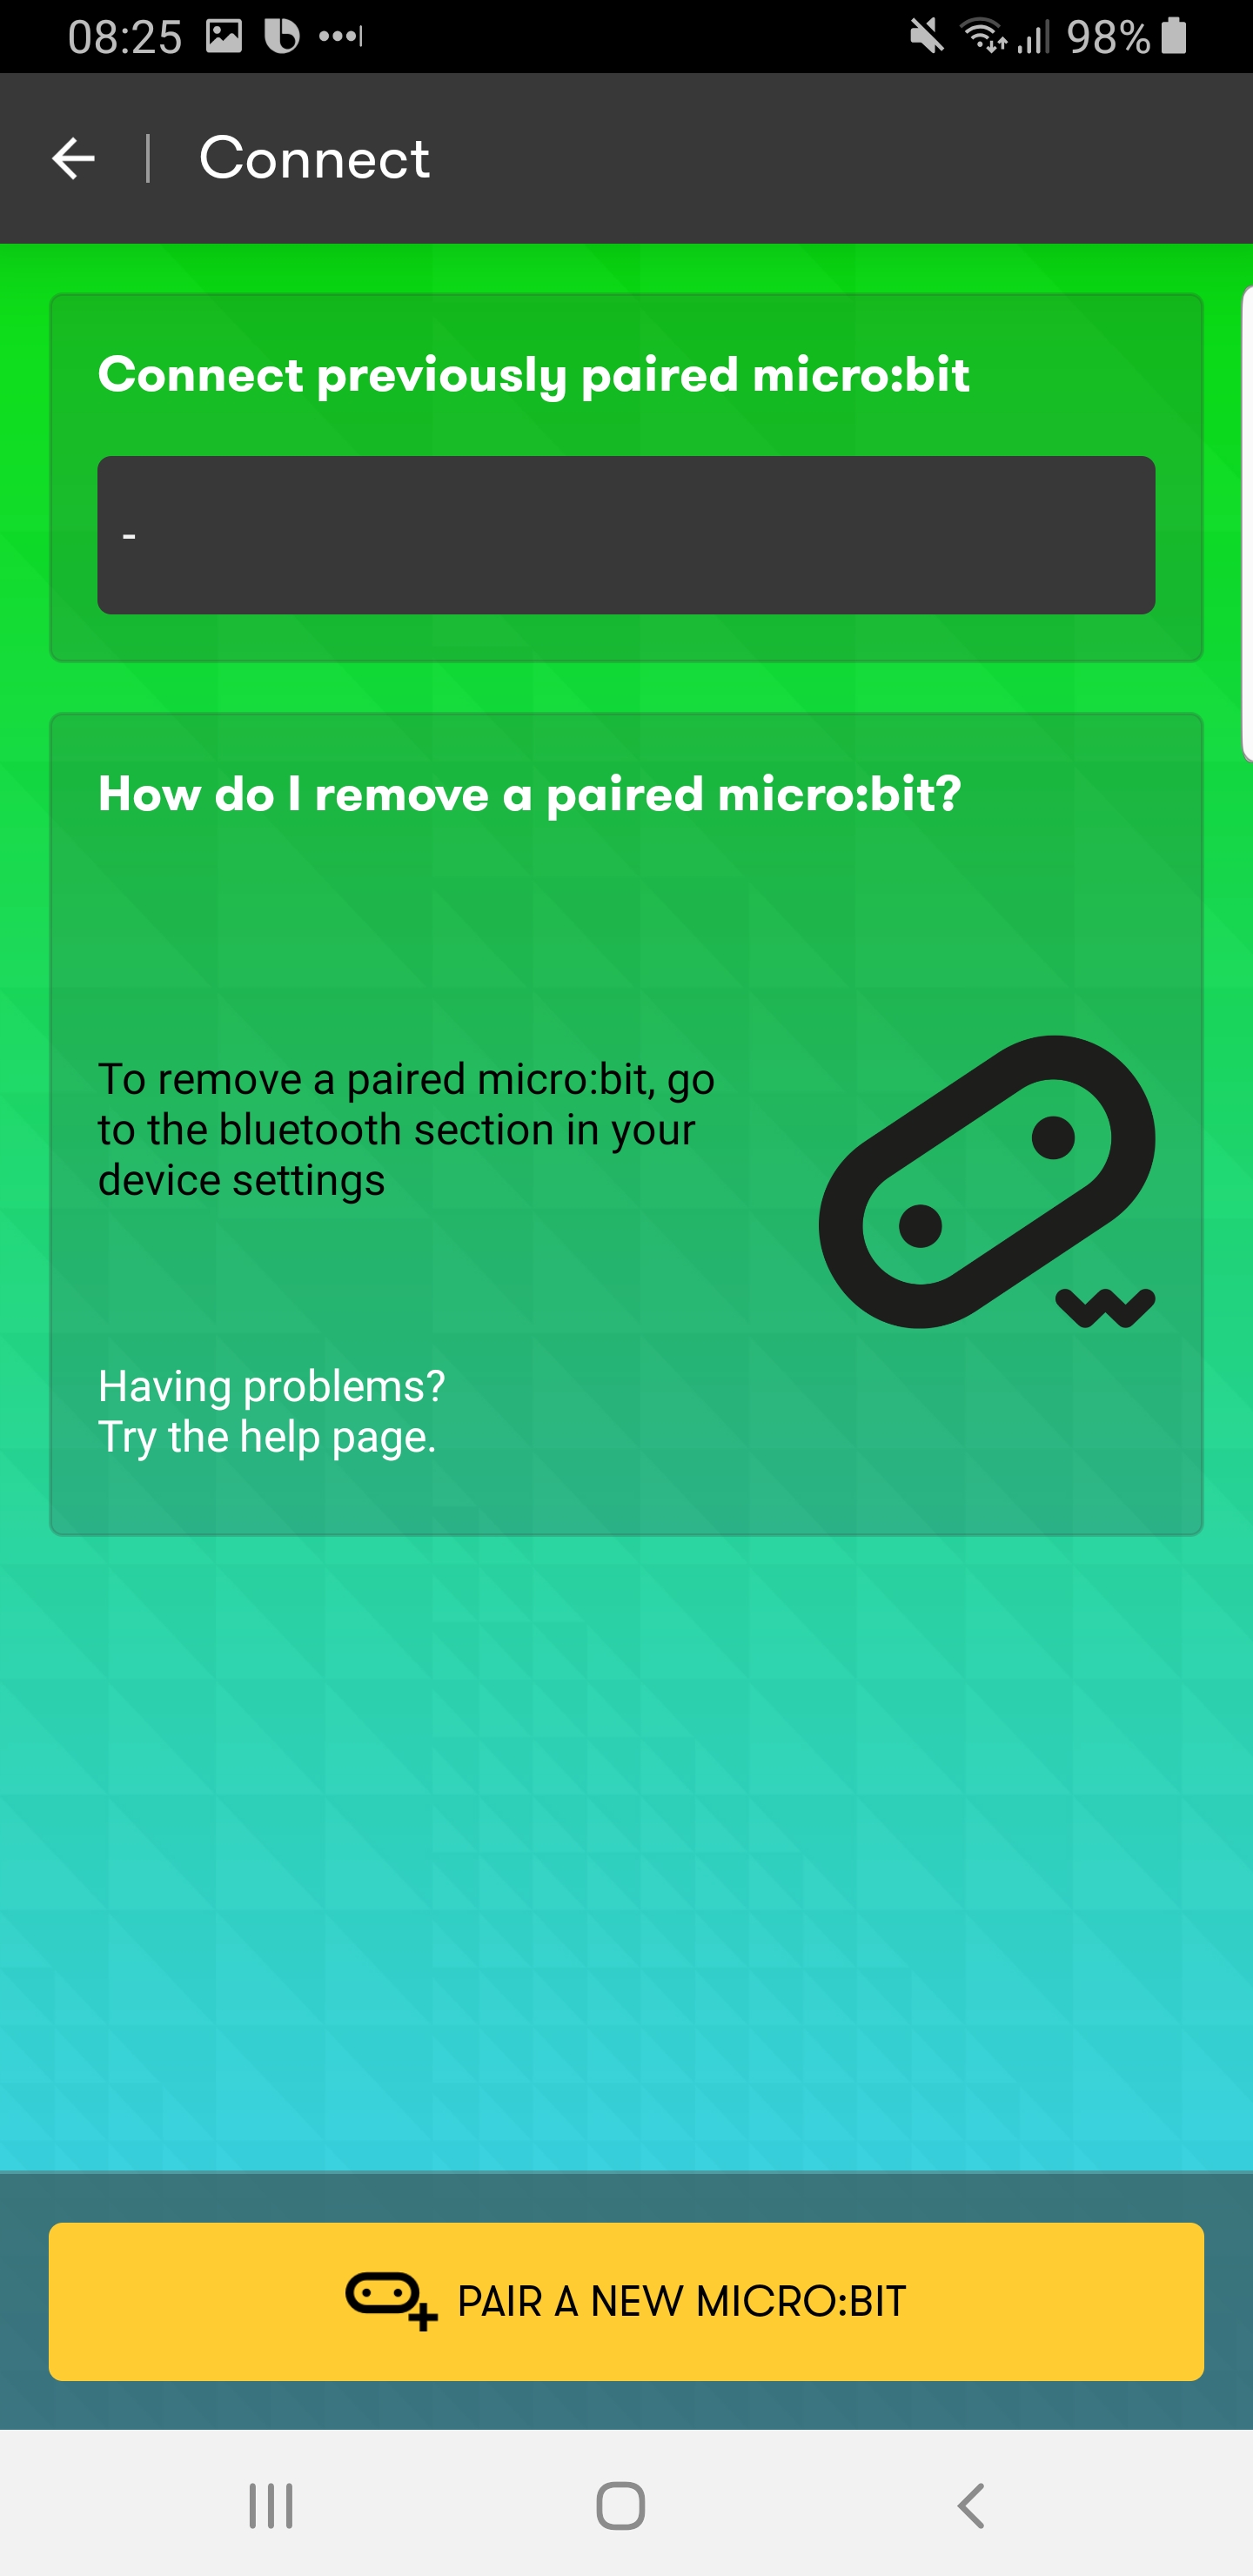 08:25 98%
Connect
Connect previously paired micro:bit
-
How do I remove a paired micro:bit?
To remove a paired micro:bit, go
to the bluetooth section in your
device settings
Having problems?
Try the help page.
PAIR A NEW MICRO:BIT